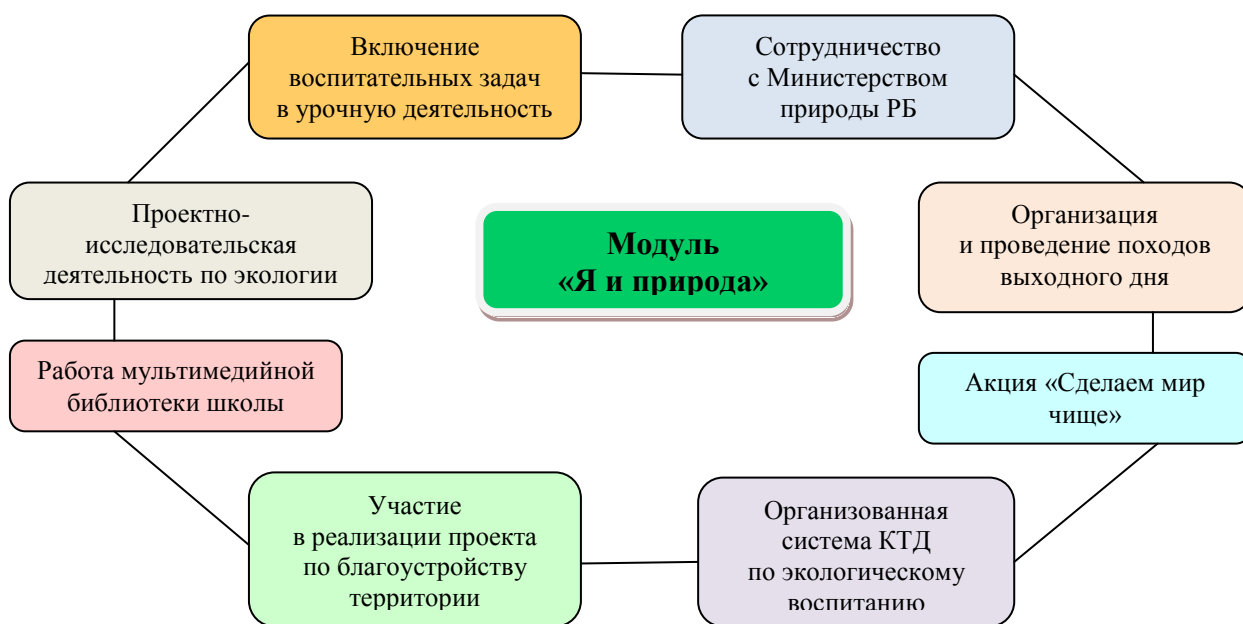 Включение
воспитательных задач
в урочную деятельность
Сотрудничество
с Министерством
природы РБ
Проектно-
исследовательская
деятельность по экологии
Модуль
«Я и природа»
Организация
и проведение походов
выходного дня
Работа мультимедийной
библиотеки школы
Акция «Сделаем мир
чище»
Участие
в реализации проекта
по благоустройству
территории
Организованная
система КТД
по экологическому
воспитанию